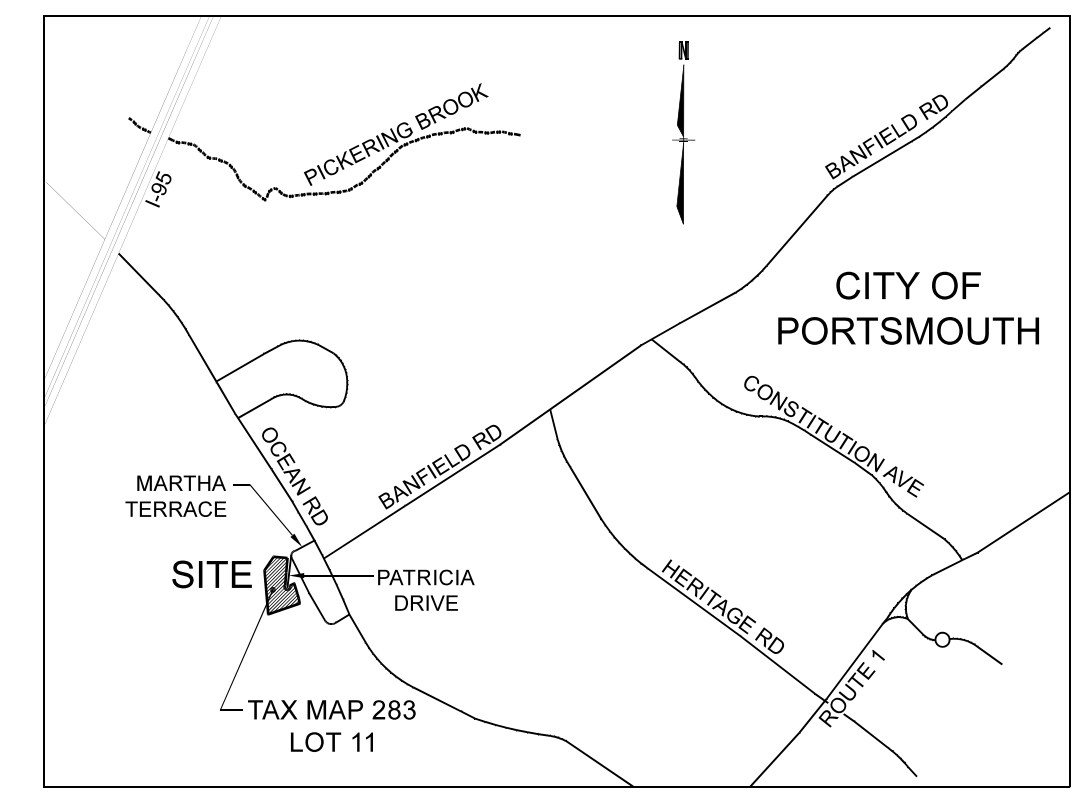 N
PICKERING BROOK
BANFIELD RD
I-95
CITY OF
PORTSMOUTH
CONSTITUTION AVE
OCEAN RD
BANFIELD RD
MARTHA
TERRACE
SITE
PATRICIA
DRIVE
HERITAGE RD
ROUTE 1
TAX MAP 283
LOT 11